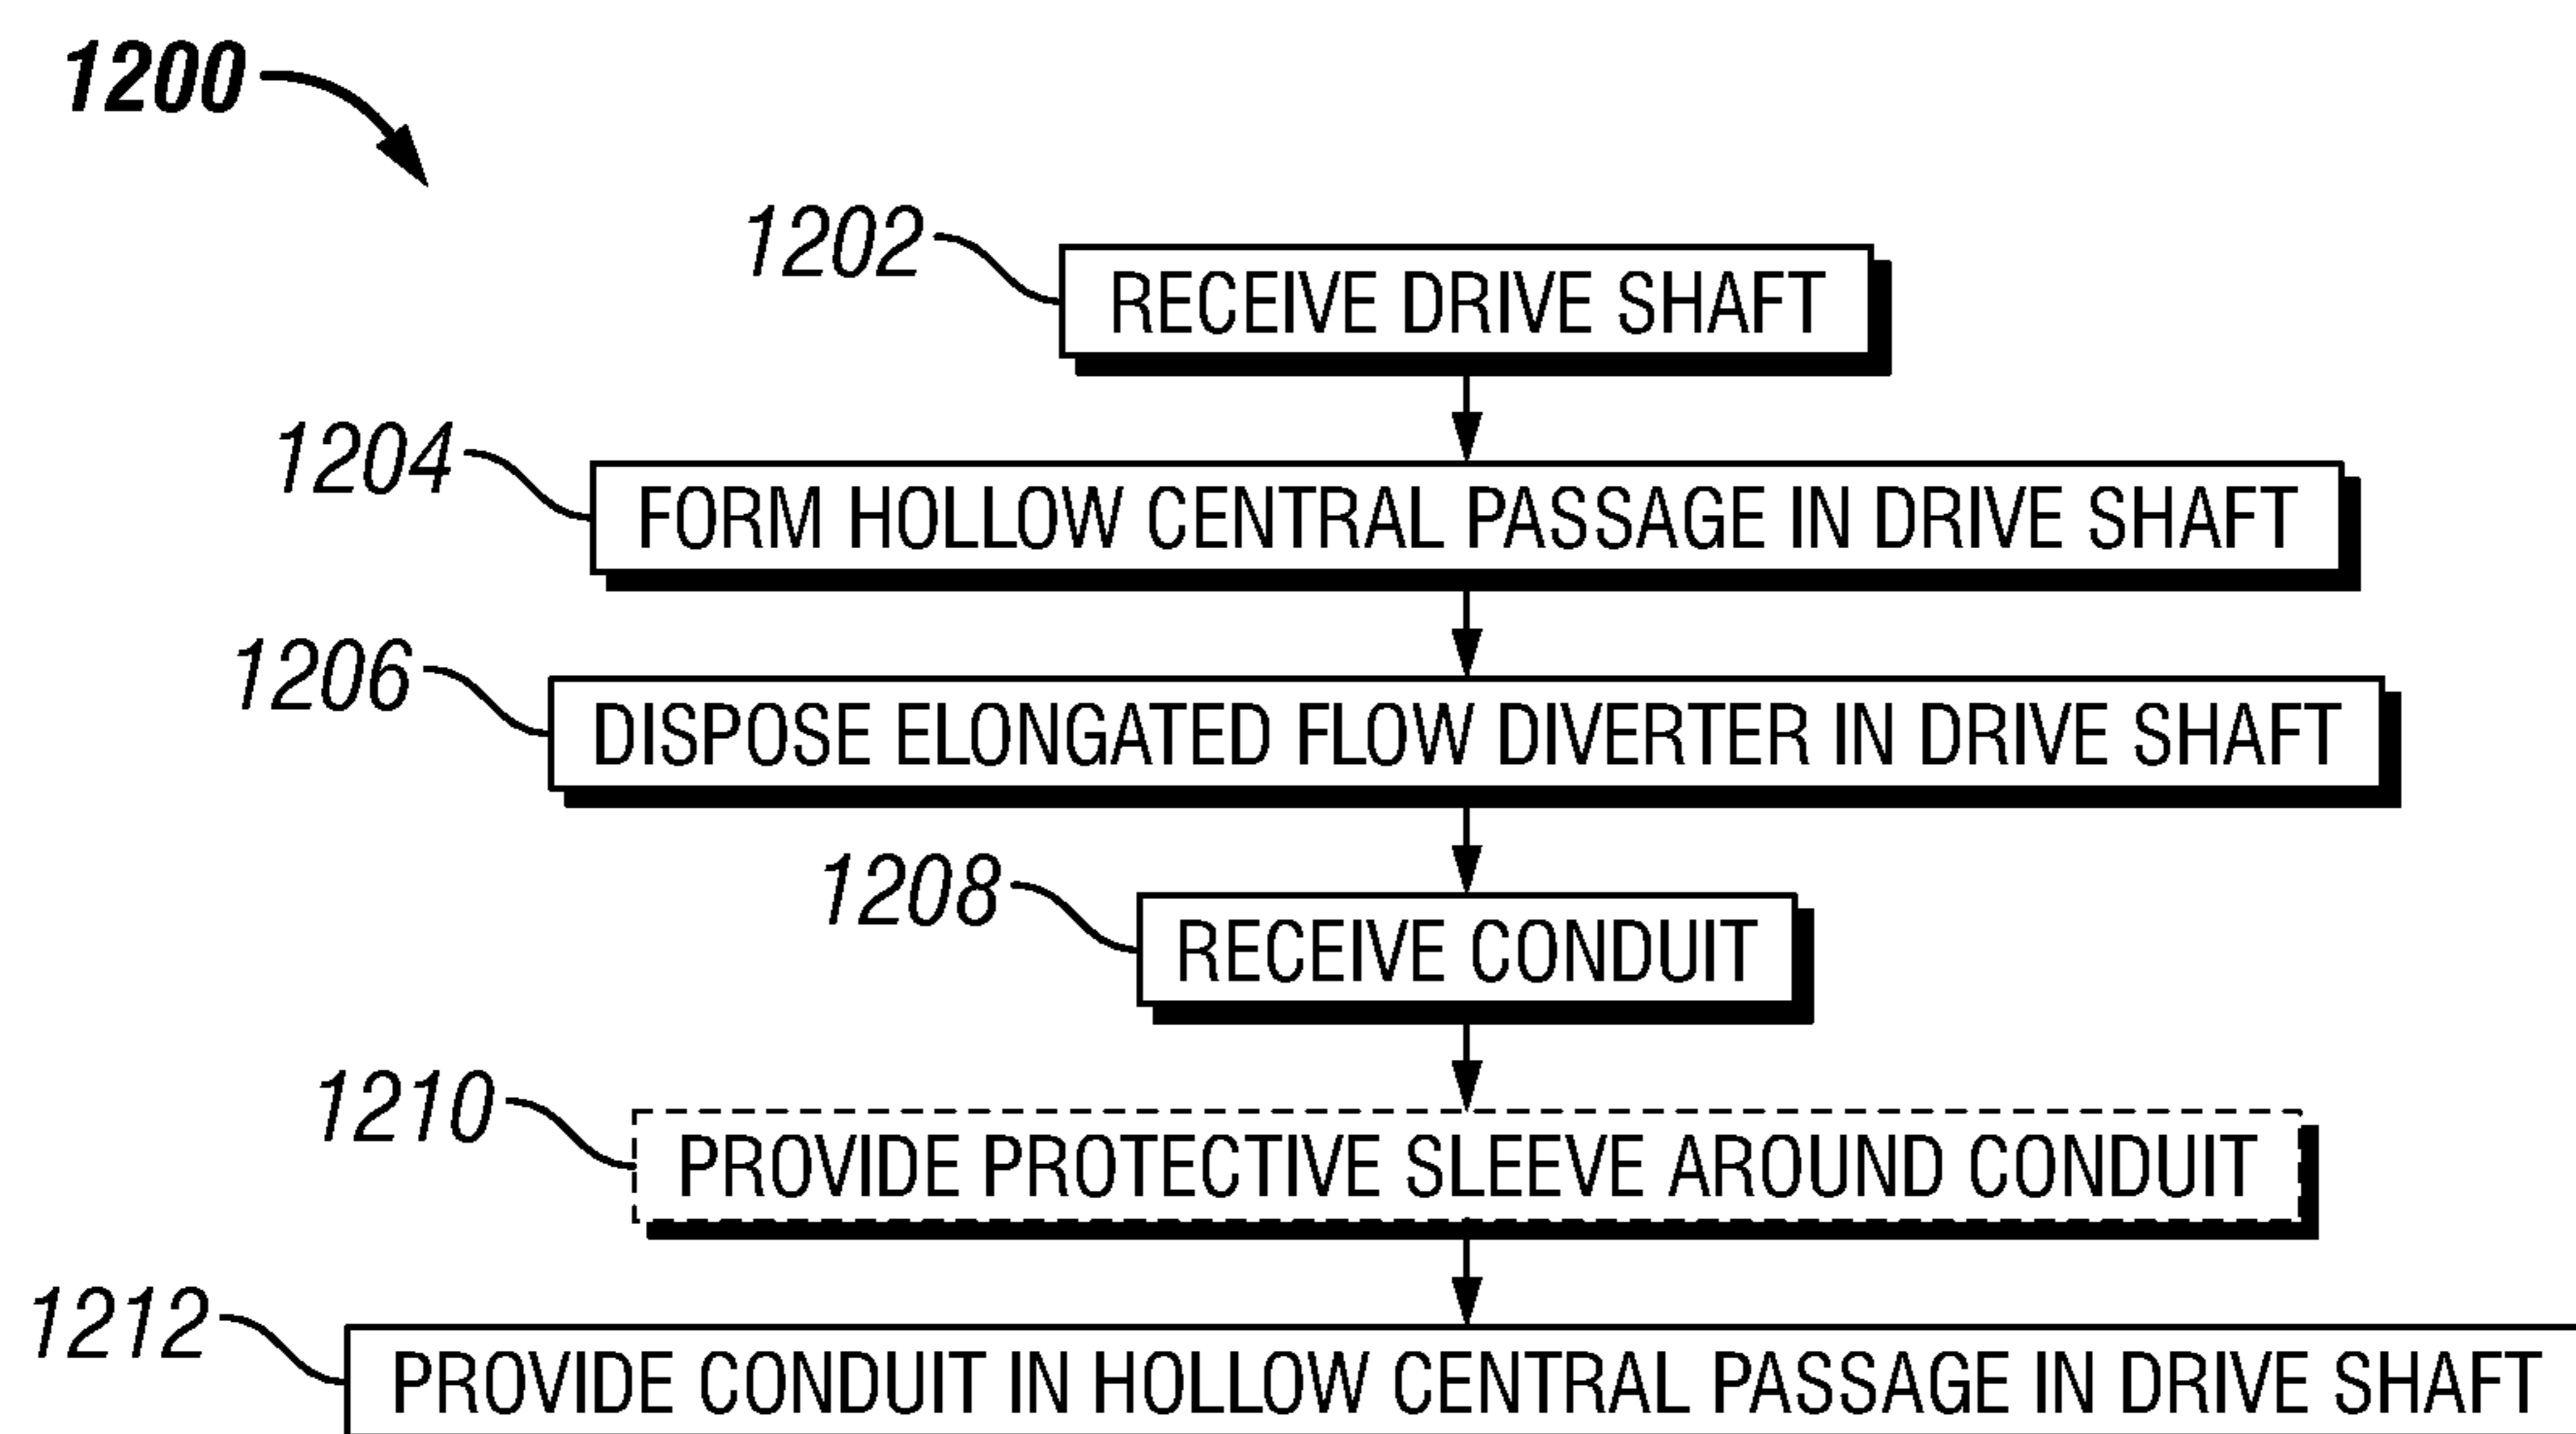 1200
1202
RECEIVE DRIVE SHAFT
1204
FORM HOLLOW CENTRAL PASSAGE IN DRIVE SHAFT
1206
DISPOSE ELONGATED FLOW DIVERTER IN DRIVE SHAFT
1208
RECEIVE CONDUIT
1210
PROVIDE PROTECTIVE SLEEVE AROUND CONDUIT
1212
PROVIDE CONDUIT IN HOLLOW CENTRAL PASSAGE IN DRIVE SHAFT